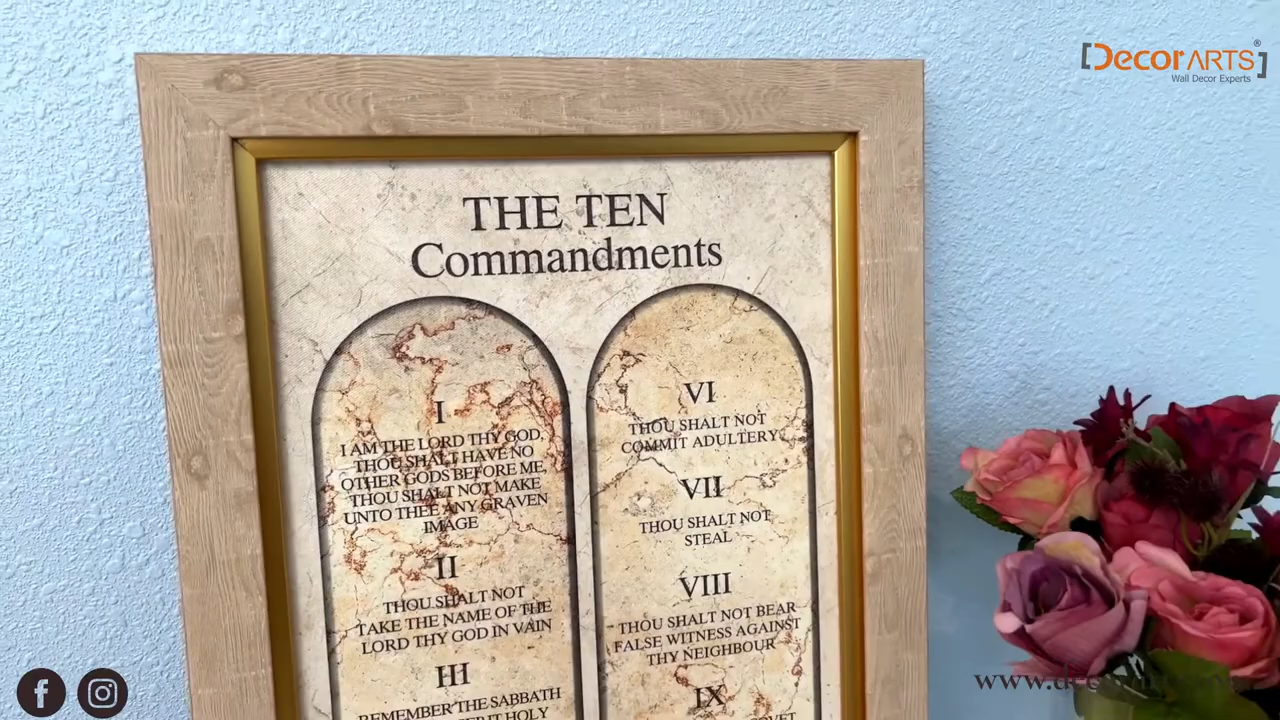 [DecorARTS®]
Wall Decor Experts
THE TEN
Commandments
I
I AM THE LORD THY GOD,
THOU SHALT HAVE NO
OTHER GODS BEFORE ME,
THOU SHALT NOT MAKE
UNTO THEE ANY GRAVEN
IMAGE
II
THOU SHALT NOT
TAKE THE NAME OF THE
LORD THY GOD IN VAIN
III
REMEMBER THE SABBATH
IT HOLY
VI
THOU SHALT NOT
COMMIT ADULTERY
VII
THOU SHALT NOT
STEAL
VIII
THOU SHALT NOT BEAR
FALSE WITNESS AGAINST
THY NEIGHBOUR
IX